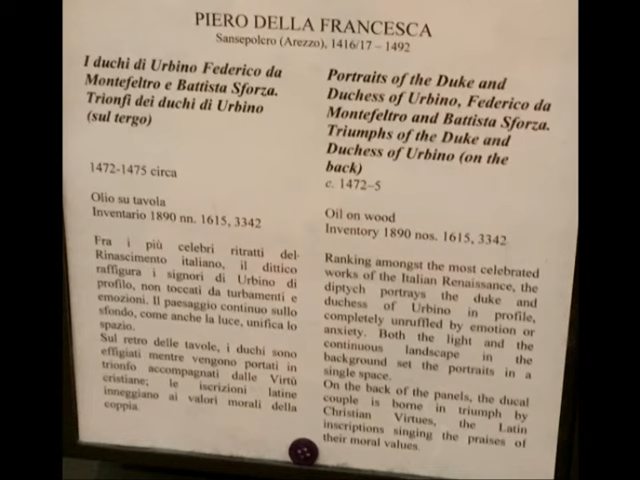 PIERO DELLA FRANCESCA
Sansepolcro (Arezzo), 1416/17 – 1492
I duchi di Urbino Federico da
Montefeltro e Battista Sforza.
Trionfi dei duchi di Urbino
(sul tergo)
1472-1475 circa
Olio su tavola
Inventario 1890 nn. 1615, 3342
Fra i più celebri ritratti del
Rinascimento italiano, il dittico
raffigura i signori di Urbino di
profilo, non toccati da turbamenti e
emozioni. Il paesaggio continuo sullo
sfondo, come anche la luce, unifica lo
spazio.
Sul retro delle tavole, i duchi sono
effigiati mentre vengono portati in
trionfo accompagnati dalle Virtù
cristiane; le iscrizioni latine
inneggiano ai valori morali della
coppia.
Portraits of the Duke and
Duchess of Urbino, Federico da
Montefeltro and Battista Sforza.
Triumphs of the Duke and
Duchess of Urbino (on the
back)
c. 1472–5
Oil on wood
Inventory 1890 nos. 1615, 3342
Ranking amongst the most celebrated
works of the Italian Renaissance, the
diptych portrays the duke and
duchess of Urbino in profile,
completely unruffled by emotion or
anxiety. Both the light and the
continuous landscape in the
background set the portraits in a
single space.
On the back of the panels, the ducal
couple is borne in triumph by
Christian Virtues, the Latin
inscriptions singing the praises of
their moral values.